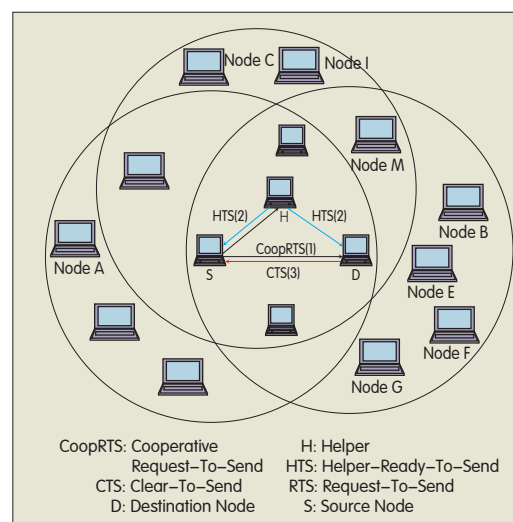 Node C
Node I
Node M
HTS(2)
H
HTS(2)
Node B
Node A
CoopRTS(1)
S
CTS(3)
D
Node E
Node F
Node G
CoopRTS: Cooperative
Request–To–Send
CTS: Clear–To–Send
D: Destination Node
H: Helper
HTS: Helper–Ready–To–Send
RTS: Request–To–Send
S: Source Node